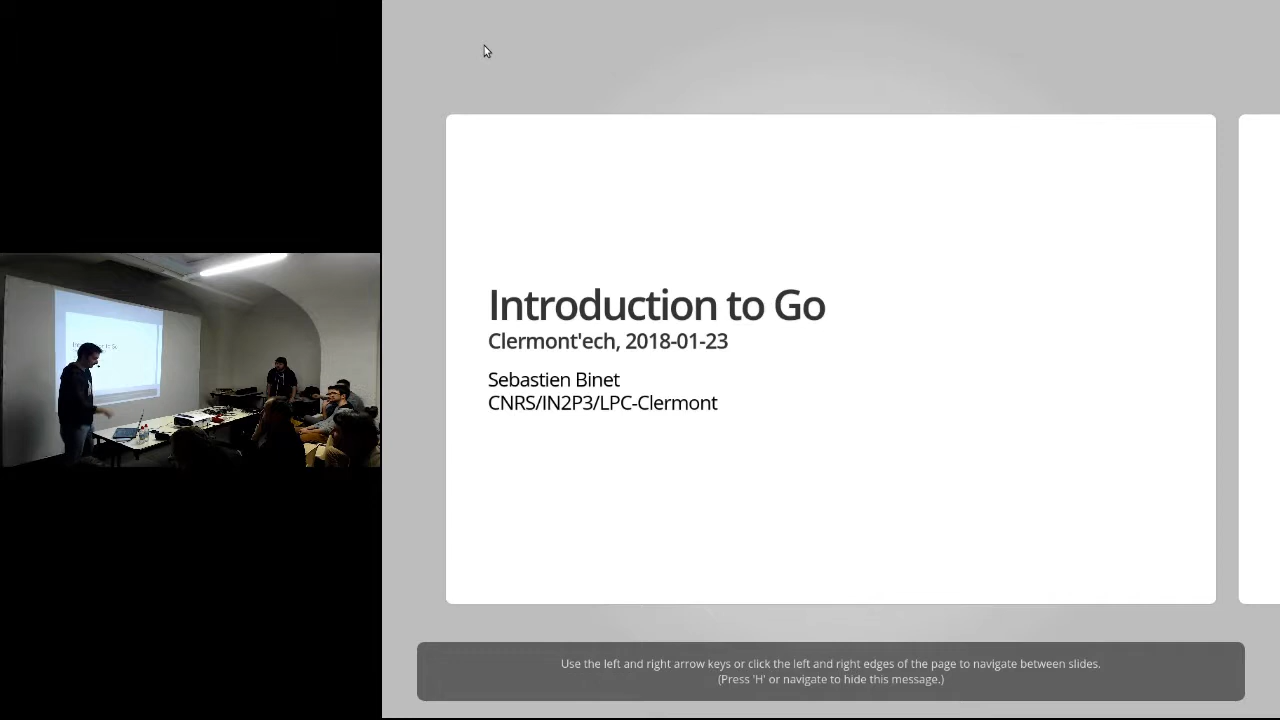 Introduction to Go
Clermont'ech, 2018-01-23
Sebastien Binet
CNRS/IN2P3/LPC-Clermont
Use the left and right arrow keys or click the left and right edges of the page to navigate between slides.
(Press 'H' or navigate to hide this message.)